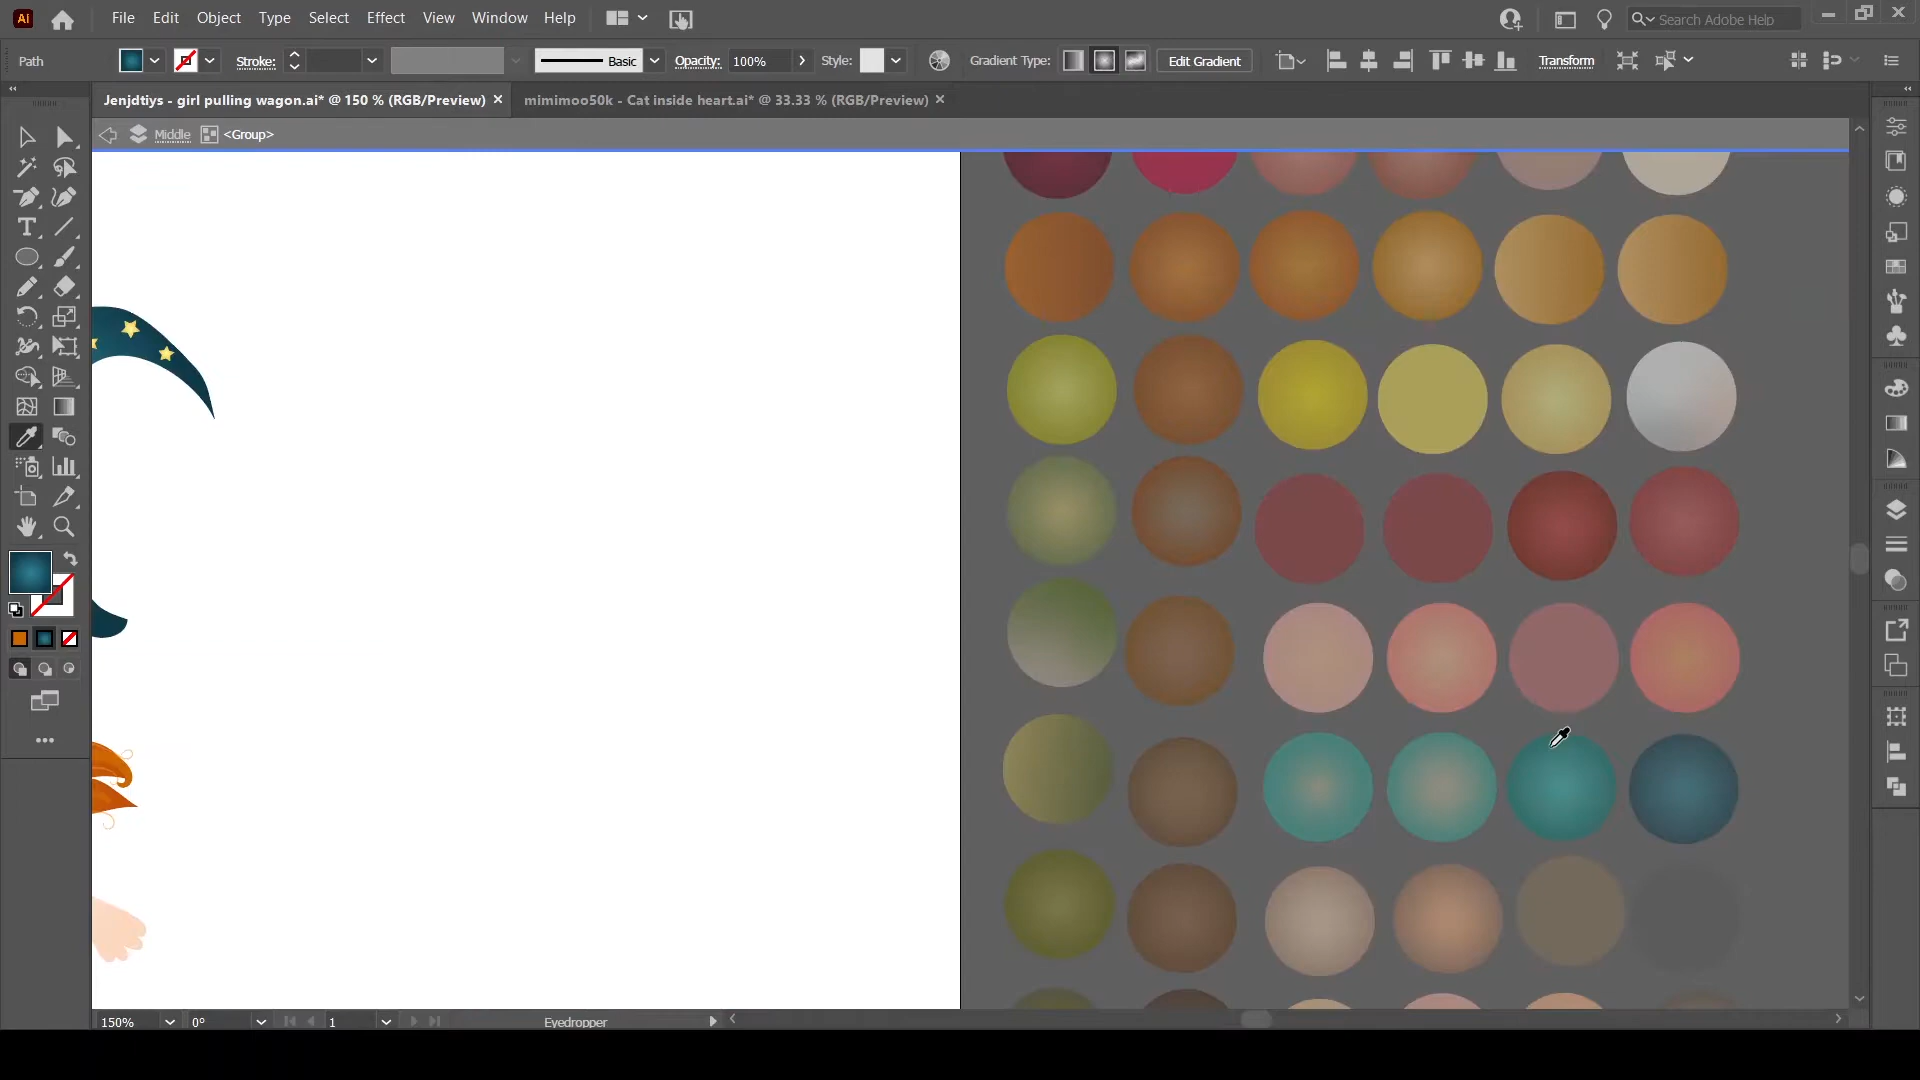 Ai File Edit Object Type Select Effect View Window Help Search Adobe Help
Path Stroke: Basic Opacity: 100% Style: Gradient Type: Edit Gradient Transform
Jenjdtiys - girl pulling wagon.ai* @ 150 % (RGB/Preview) × mimimoo50k - Cat inside heart.ai* @ 33.33 % (RGB/Preview) ×
Middle <Group>
150% 0° 1 Eyedropper